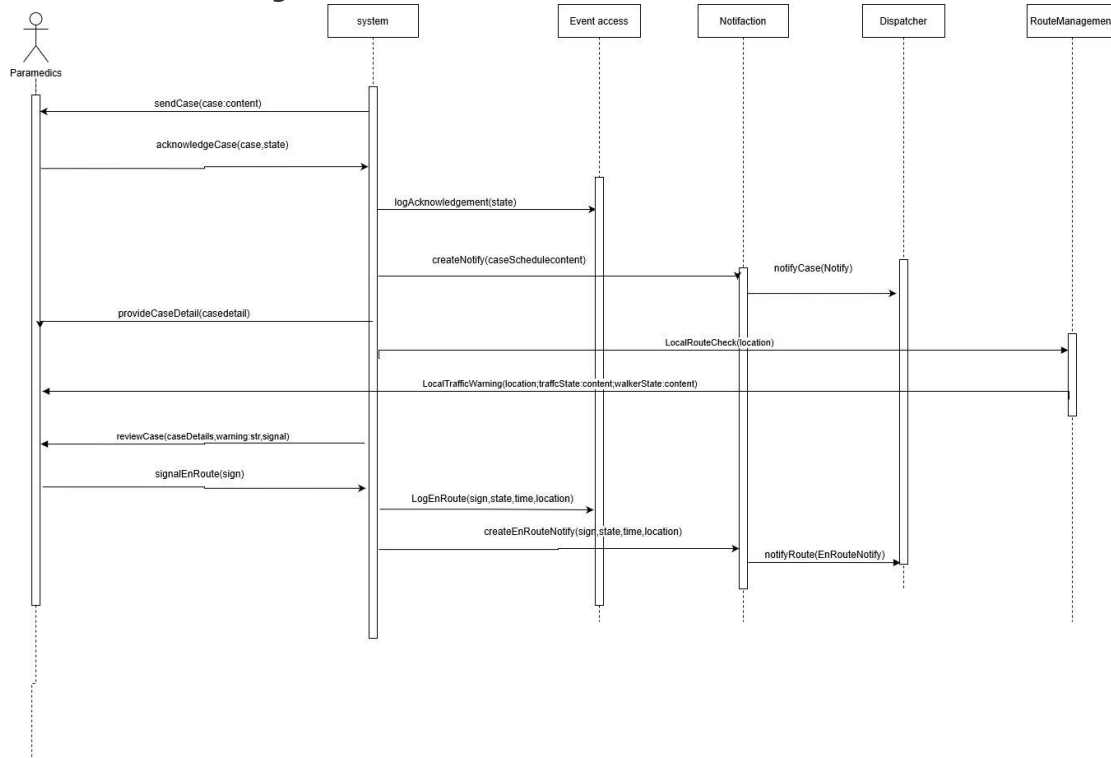 system
Event access
Notifaction
Dispatcher
RouteManagement
Paramedics
sendCase(case:content)
acknowledgeCase(case,state)
logAcknowledgement(state)
createNotify(caseSchedulecontent)
notifyCase(Notify)
provideCaseDetail(casedetail)
LocalRouteCheck(location)
LocalTrafficWarning(location;traffcState:content;walkerState:content)
reviewCase(caseDetails,warning:str,signal)
signalEnRoute(sign)
LogEnRoute(sign,state,time,location)
createEnRouteNotify(sign,state,time,location)
notifyRoute(EnRouteNotify)